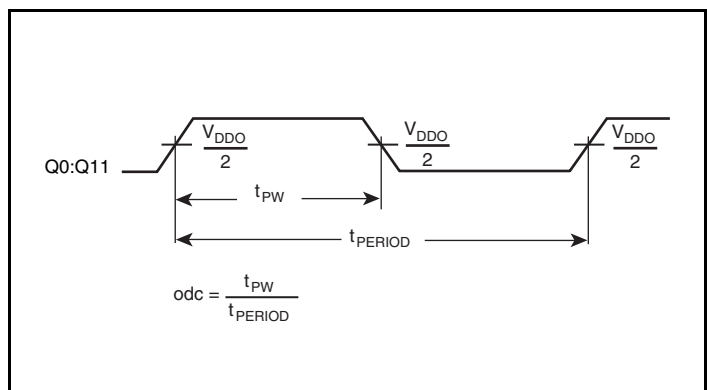 V_DDO
2
V_DDO
2
V_DDO
2
Q0:Q11
t_PW
t_PERIOD
odc = t_PW
t_PERIOD